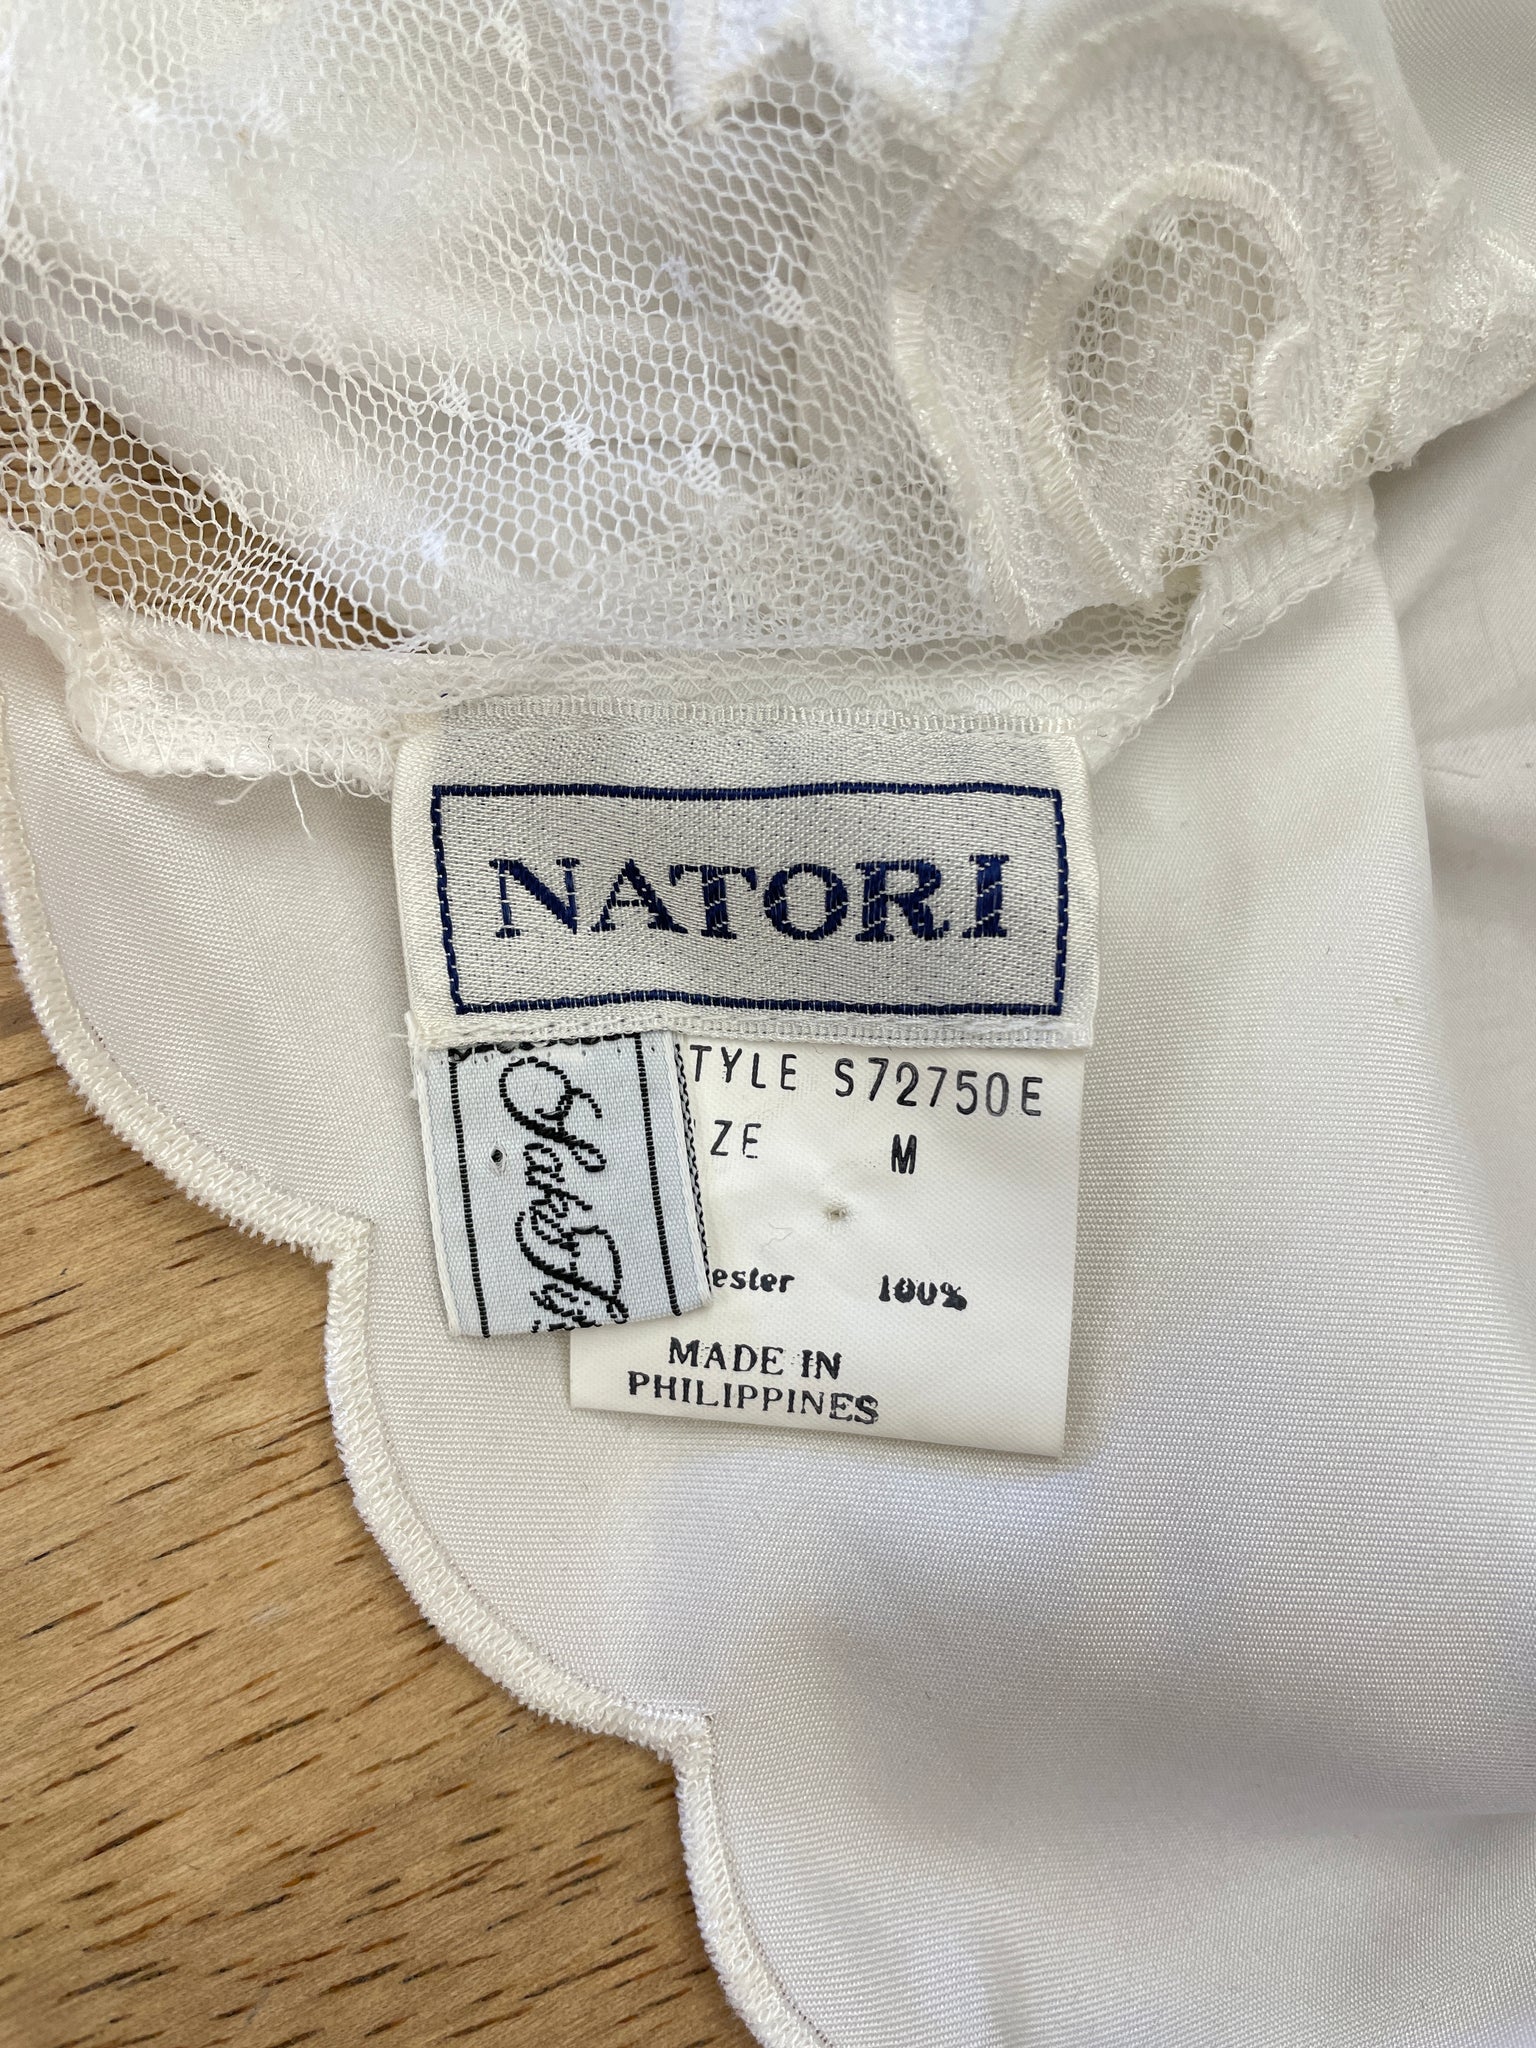 NATORI
TYLE S72750E
ZE M
ester 100%
MADE IN
PHILIPPINES